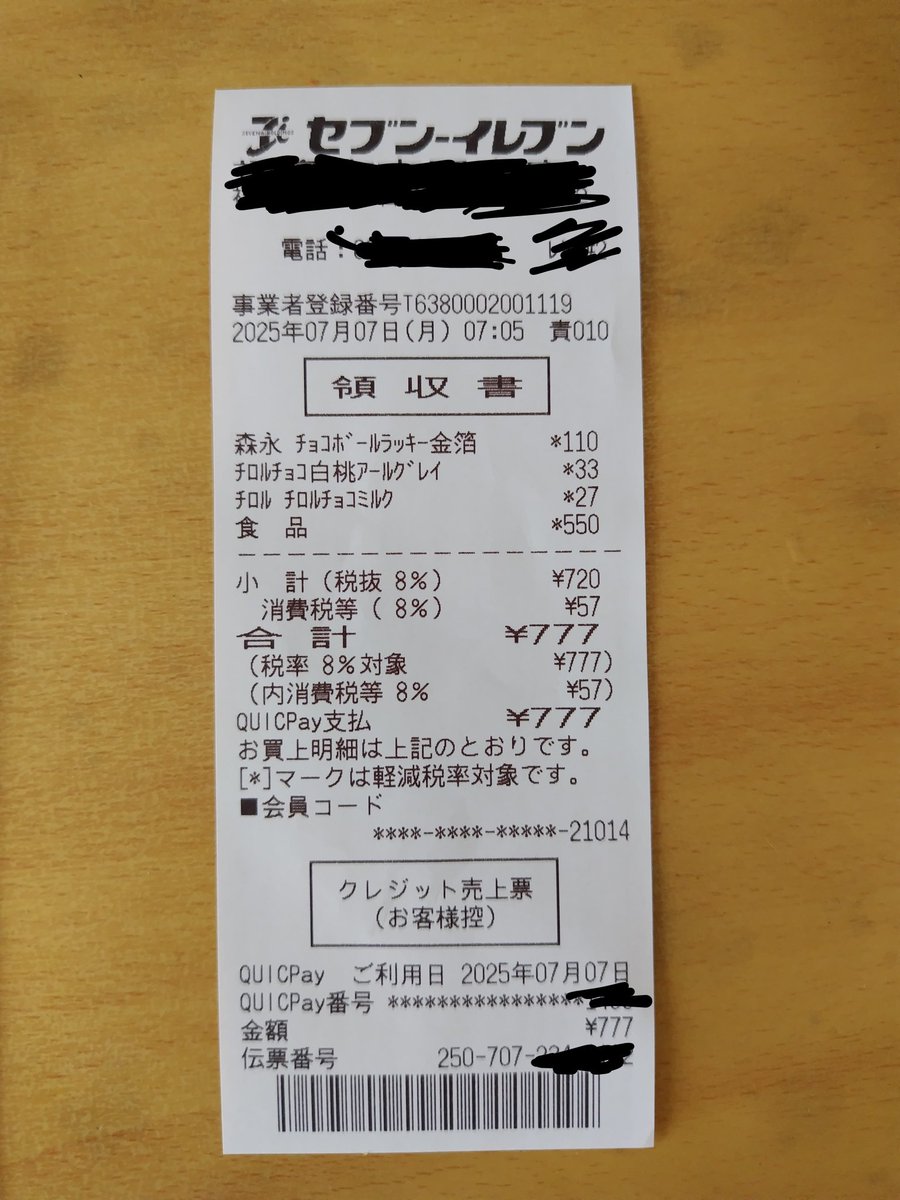 セブン-イレブン
電話:
事業者登録番号T6380002001119
2025年07月07日(月) 07:05 責010
領収書
森永 ﾁｮｺﾎﾞｰﾙﾗｯｷｰ金箔 *110
ﾁﾛﾙﾁｮｺ白桃ｱｰﾙｸﾞﾚｲ *33
ﾁﾛﾙ ﾁﾛﾙﾁｮｺﾐﾙｸ *27
食 品 *550
小 計(税抜 8%) ¥720
消費税等( 8%) ¥57
合 計 ¥777
(税率 8%対象 ¥777)
(内消費税等 8% ¥57)
QUICPay支払 ¥777
お買上明細は上記のとおりです。
[*]マークは軽減税率対象です。
■会員コード
****-****-*****-21014
クレジット売上票
(お客様控)
QUICPay ご利用日 2025年07月07日
QUICPay番号 ****************
金額 ¥777
伝票番号 250-707-